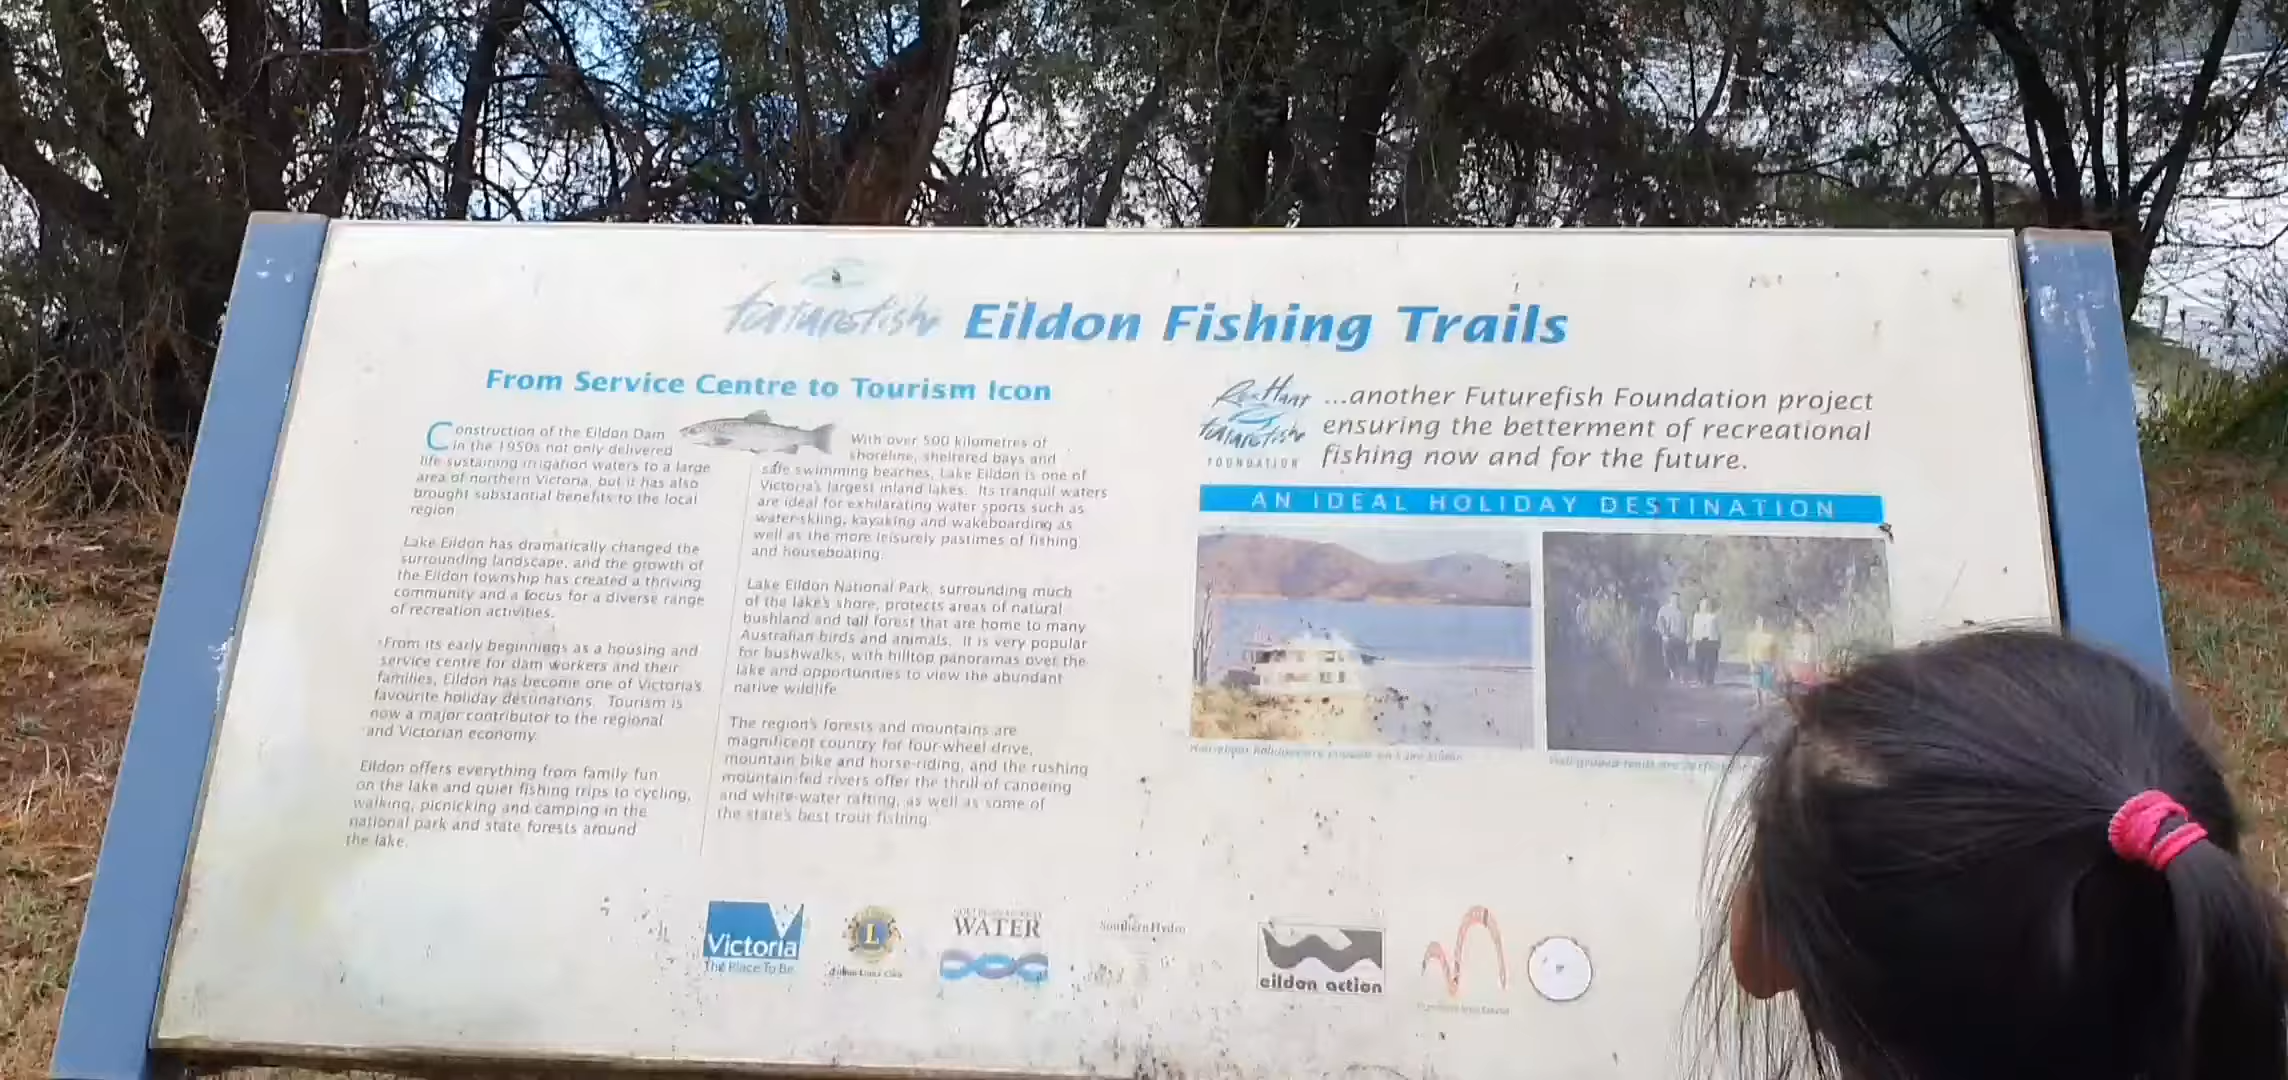 futurefish Eildon Fishing Trails
From Service Centre to Tourism Icon
Construction of the Eildon Dam
in the 1950s not only delivered
life sustaining irrigation waters to a large
area of northern Victoria, but it has also
brought substantial benefits to the local
region.
Lake Eildon has dramatically changed the
surrounding landscape, and the growth of
the Eildon township has created a thriving
community and a focus for a diverse range
of recreation activities.
From its early beginnings as a housing and
service centre for dam workers and their
families, Eildon has become one of Victoria's
favourite holiday destinations. Tourism is
now a major contributor to the regional
and Victorian economy.
Eildon offers everything from family fun
on the lake and quiet fishing trips to cycling,
walking, picnicking and camping in the
national park and state forests around
the lake.
With over 500 kilometres of
shoreline, sheltered bays and
safe swimming beaches, Lake Eildon is one of
Victoria's largest inland lakes. Its tranquil waters
are ideal for exhilarating water sports such as
water-skiing, kayaking and wakeboarding as
well as the more leisurely pastimes of fishing
and houseboating.
Lake Eildon National Park, surrounding much
of the lake's shore, protects areas of natural
bushland and tall forest that are home to many
Australian birds and animals. It is very popular
for bushwalks, with hilltop panoramas over the
lake and opportunities to view the abundant
native wildlife.
The region's forests and mountains are
magnificent country for four-wheel drive,
mountain bike and horse-riding, and the rushing
mountain-fed rivers offer the thrill of canoeing
and white-water rafting, as well as some of
the state's best trout fishing.
Rex Hunt
futurefish
FOUNDATION
...another Futurefish Foundation project
ensuring the betterment of recreational
fishing now and for the future.
AN IDEAL HOLIDAY DESTINATION
Victoria
The Place To Be
L
WATER
Southern Hydro
eildon action